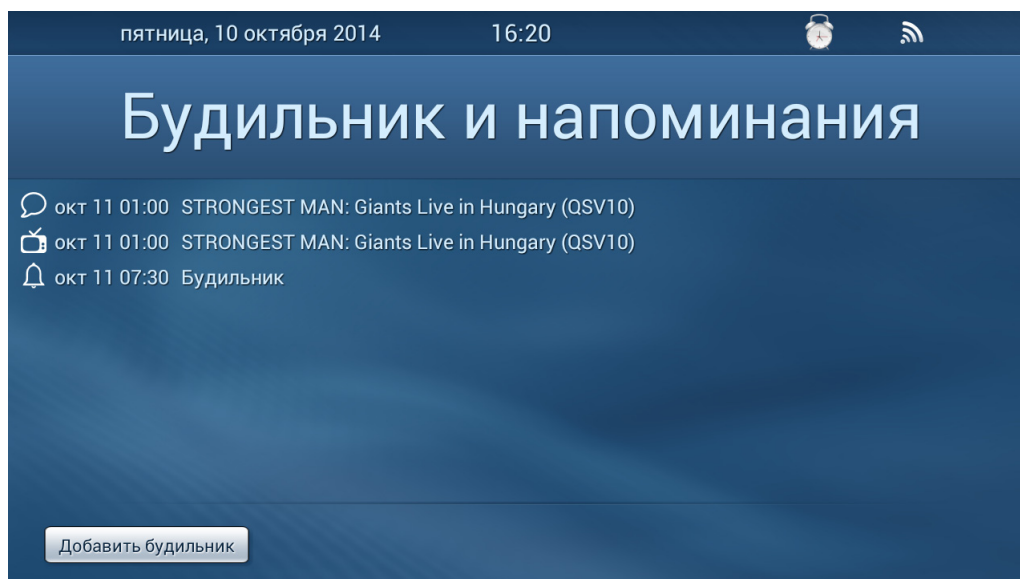 пятница, 10 октября 2014 16:20
Будильник и напоминания
окт 11 01:00 STRONGEST MAN: Giants Live in Hungary (QSV10)
окт 11 01:00 STRONGEST MAN: Giants Live in Hungary (QSV10)
окт 11 07:30 Будильник
Добавить будильник